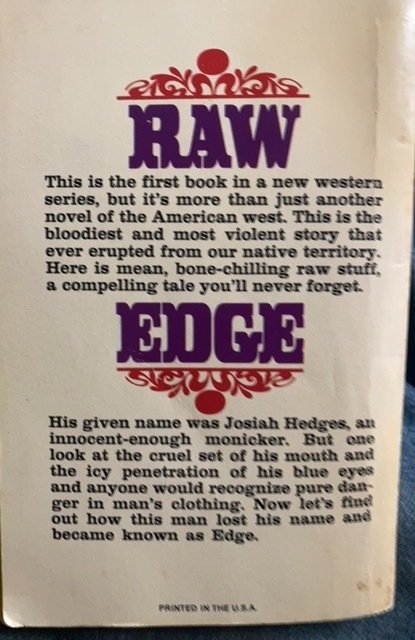 RAW
This is the first book in a new western
series, but it's more than just another
novel of the American west. This is the
bloodiest and most violent story that
ever erupted from our native territory.
Here is mean, bone-chilling raw stuff,
a compelling tale you'll never forget.
EDGE
His given name was Josiah Hedges, an
innocent-enough monicker. But one
look at the cruel set of his mouth and
the icy penetration of his blue eyes
and anyone would recognize pure dan-
ger in man's clothing. Now let's find
out how this man lost his name and
became known as Edge.
PRINTED IN THE U.S.A.